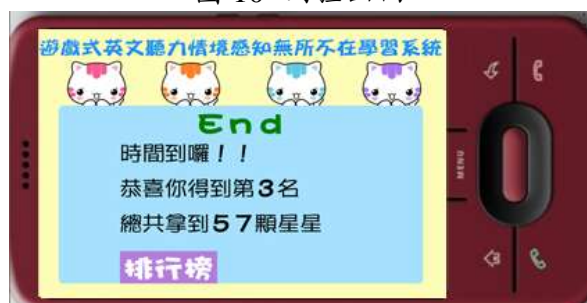 遊戲式英文聽力情境感知無所不在學習系統
End
時間到囉！！
恭喜你得到第3名
總共拿到57顆星星
排行榜
MENU